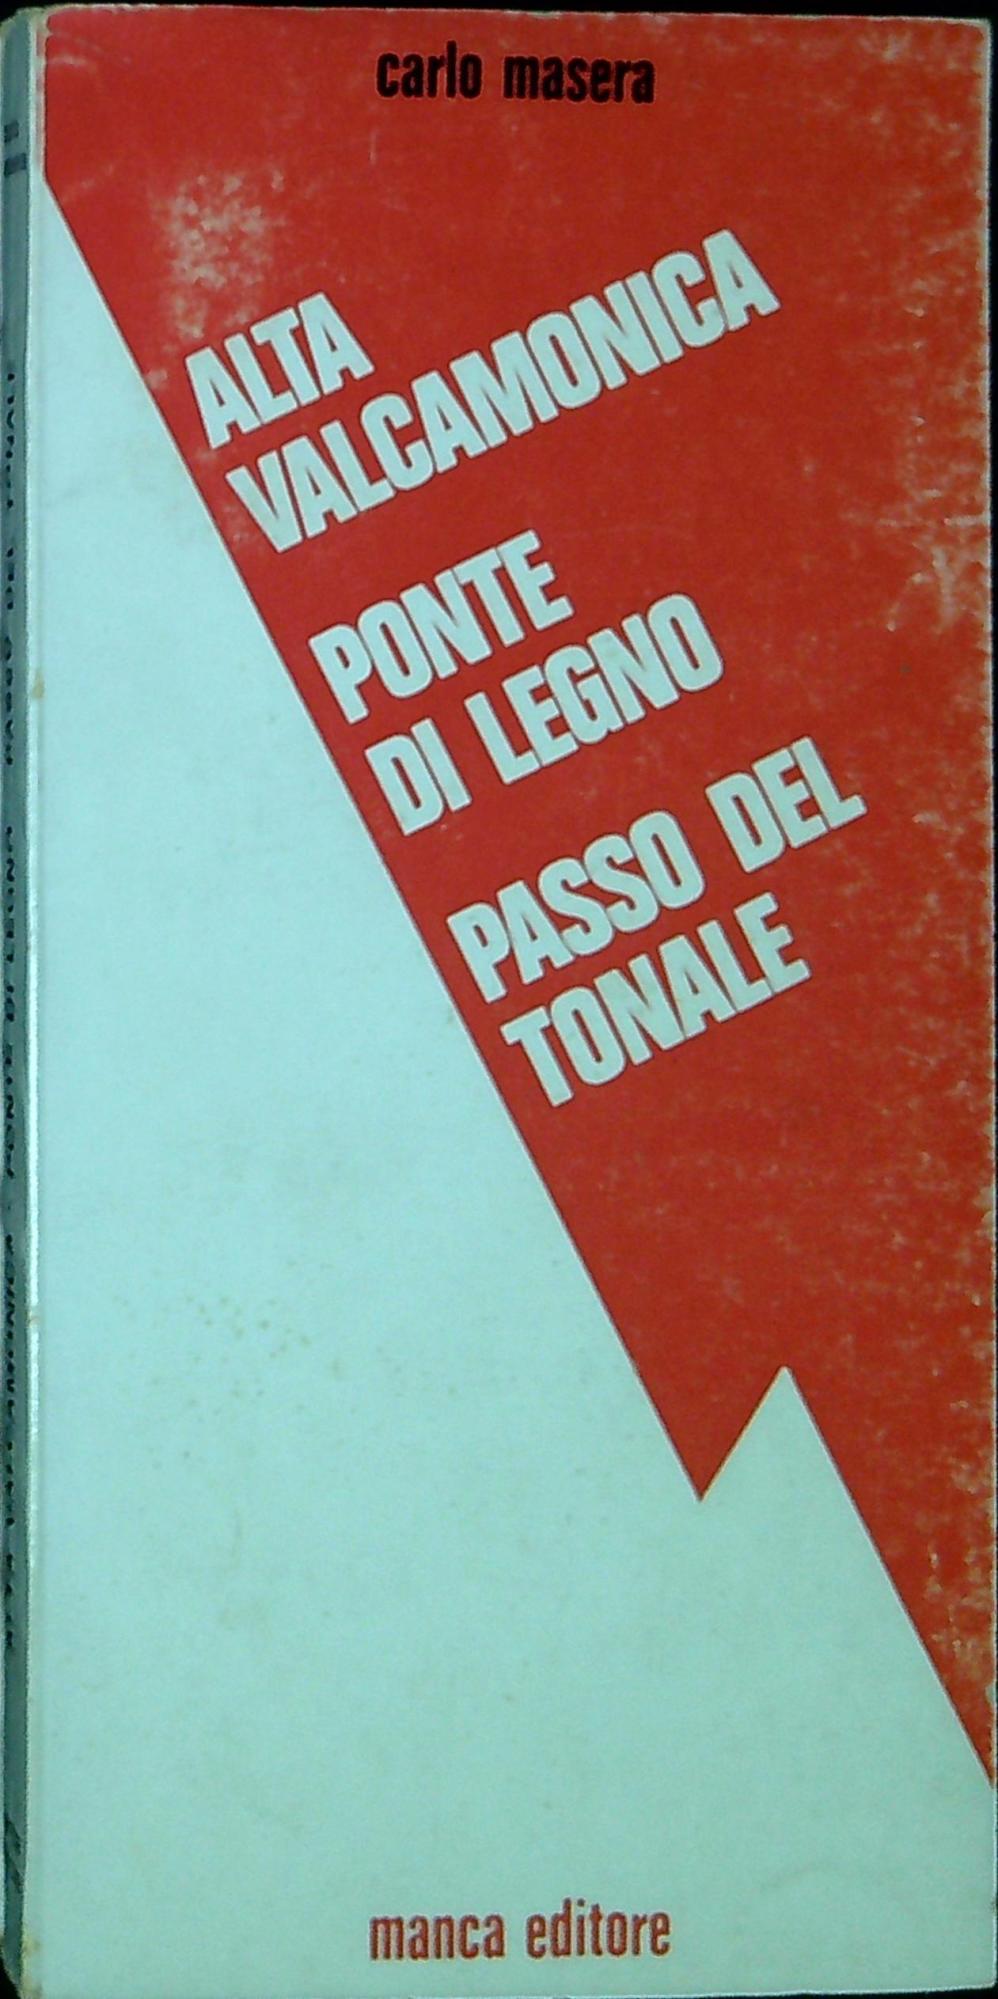 carlo masera
ALTA
VALCAMONICA
PONTE
DI LEGNO
PASSO DEL
TONALE
manca editore